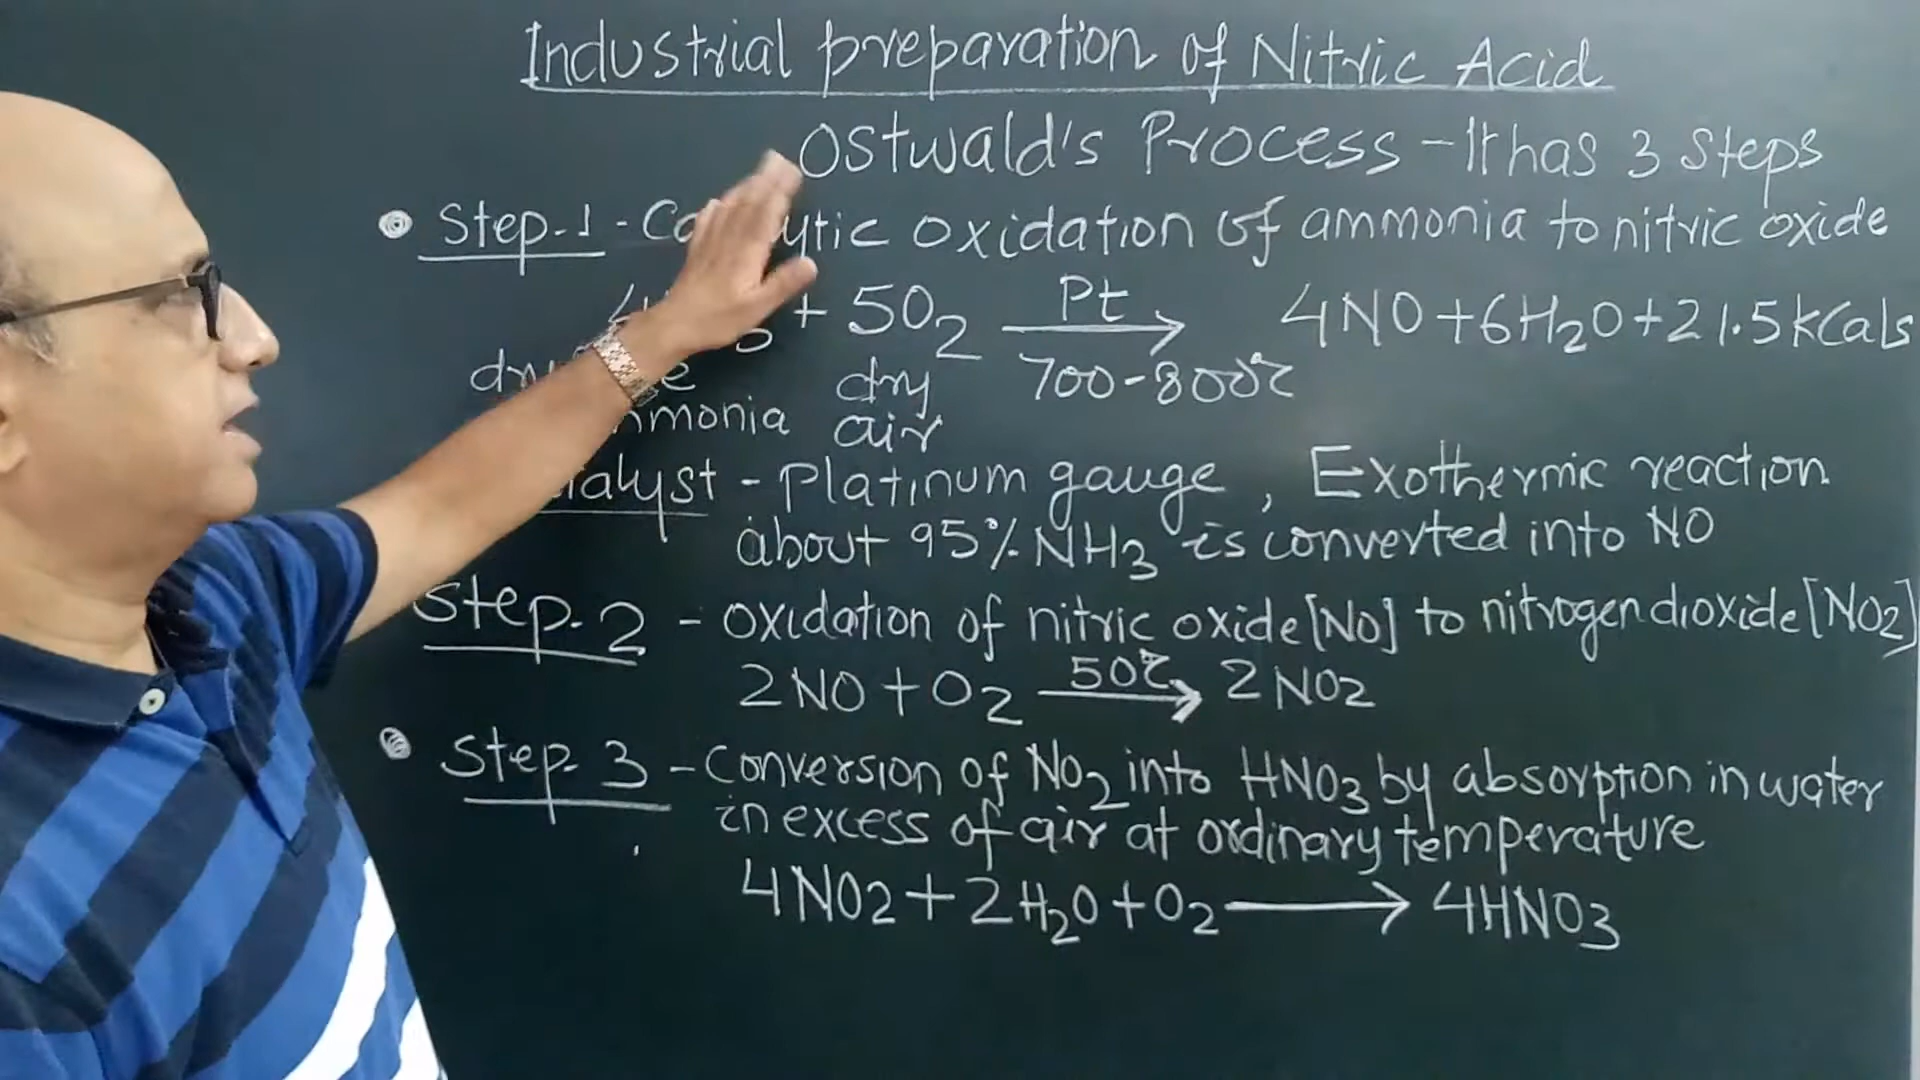 Industrial preparation of Nitric Acid
Ostwald's Process - It has 3 Steps
Step-1 - Catalytic oxidation of ammonia to nitric oxide
+ 5O2 Pt → 4NO + 6H2O + 21.5 kCals
dry 700-800°C
ammonia air
Catalyst - Platinum gauge, Exothermic reaction
about 95% NH3 is converted into NO
Step-2 - oxidation of nitric oxide [NO] to nitrogen dioxide [NO2]
2NO + O2 50°C → 2NO2
Step-3 - Conversion of NO2 into HNO3 by absorption in water
in excess of air at ordinary temperature
4NO2 + 2H2O + O2 → 4HNO3